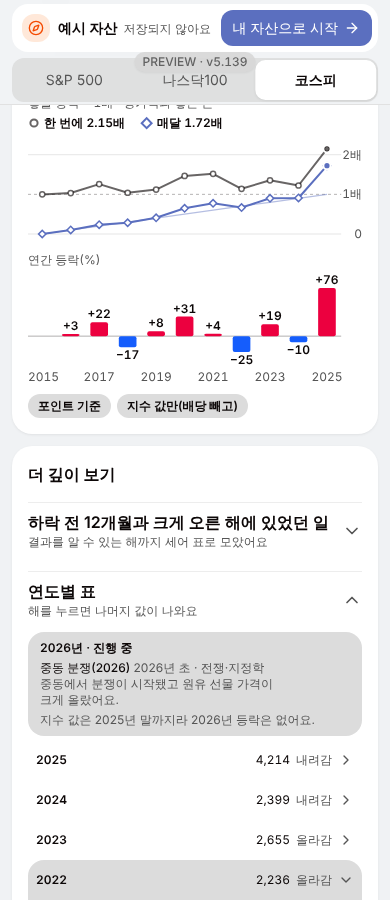 예시 자산 저장되지 않아요 내 자산으로 시작
PREVIEW · v5.139
S&P 500 나스닥100 코스피
한 번에 2.15배 매달 1.72배
2배
1배
0
연간 등락(%)
+3 +22 −17 +8 +31 +4 −25 +19 −10 +76
2015 2017 2019 2021 2023 2025
포인트 기준 지수 값만(배당 빼고)
더 깊이 보기
하락 전 12개월과 크게 오른 해에 있었던 일
결과를 알 수 있는 해까지 세어 표로 모았어요
연도별 표
해를 누르면 나머지 값이 나와요
2026년 · 진행 중
중동 분쟁(2026) 2026년 초 · 전쟁·지정학
중동에서 분쟁이 시작됐고 원유 선물 가격이
크게 올랐어요.
지수 값은 2025년 말까지라 2026년 등락은 없어요.
2025 4,214 내려감
2024 2,399 내려감
2023 2,655 올라감
2022 2,236 올라감